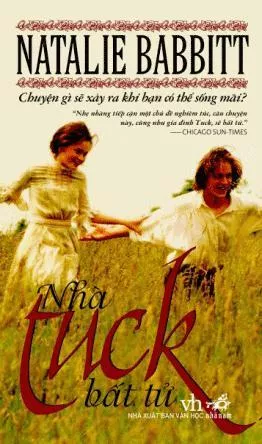 NATALIE BABBITT
Chuyện gì sẽ xảy ra khi bạn có thể sống mãi?
"Nhẹ nhàng tiếp cận một chủ đề nghiêm túc, câu chuyện
này, cũng như gia đình Tuck, sẽ bất tử."
—CHICAGO SUN-TIMES
Nhà
tuck
bất tử
vh
NHÀ XUẤT BẢN VĂN HỌC nhãnam